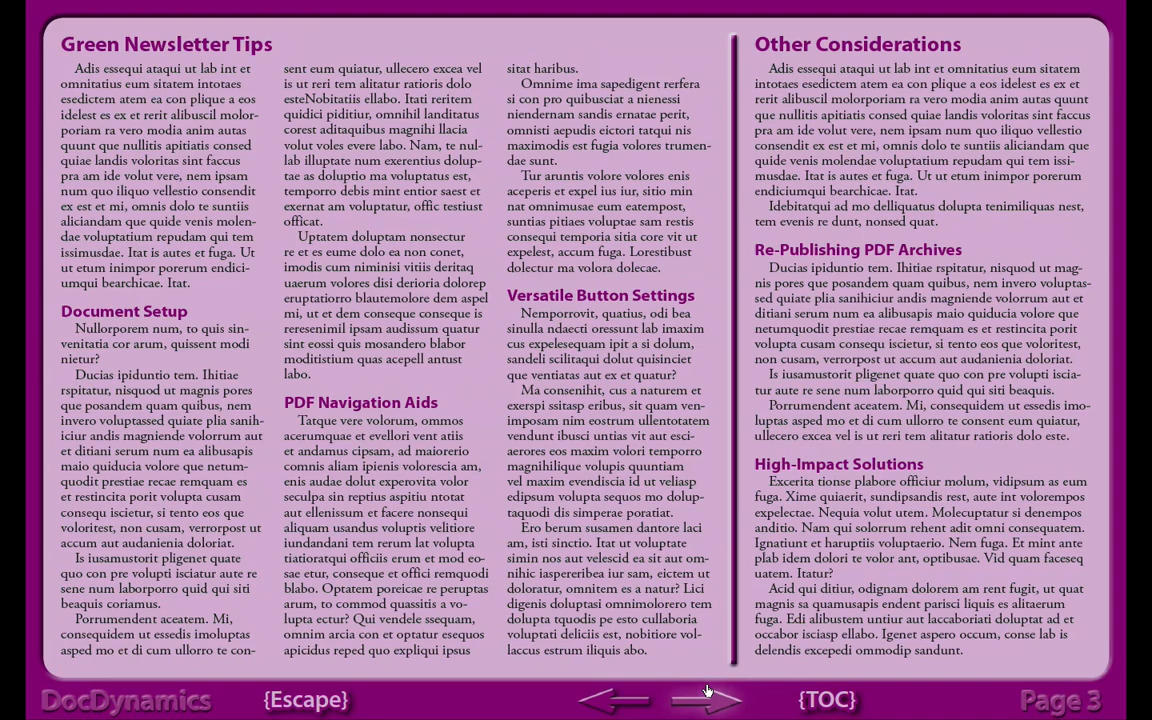 Green Newsletter Tips
Adis essequi ataqui ut lab int et
omnitatius eum sitatem intotaes
esedictem atem ea con plique a eos
idelest es ex et rerit alibuscil molor-
poriam ra vero modia anim autas
quunt que nullitis apitiatis consed
quiae landis voloritas sint faccus
pra am ide volut vere, nem ipsam
num quo iliquo vellestio consendit
ex est et mi, omnis dolo te suntiis
aliciandam que quide venis molen-
dae voluptatium repudam qui tem
issimusdae. Itat is autes et fuga. Ut
ut etum inimpor porerum endici-
umqui bearchicae. Itat.
Document Setup
Nullorporem num, to quis sin-
venitatia cor arum, quissent modi
nietur?
Ducias ipiduntio tem. Ihitiae
rspitatur, nisquod ut magnis pores
que posandem quam quibus, nem
invero voluptassed quiate plia sanih-
iciur andis magniende volorrum aut
et ditiani serum num ea alibusapis
maio quiducia volore que netum-
quodit prestiae recae remquam es
et restincita porit volupta cusam
consequ iscietur, si tento eos que
voloritest, non cusam, verrorpost ut
accum aut audanienia doloriat.
Is iusamustorit pligenet quate
quo con pre volupti isciatur aute re
sene num laborporio quid qui siti
beaquis coriamus.
Porrumendent aceatem. Mi,
consequidem ut essedis imoluptas
asped mo et di cum ullorro te con-
sent eum quiatur, ullecero excea vel
is ut reri tem alitatur ratioris dolo
esteNobitatiis ellabo. Itati reritem
quidici piditiur, omnihil landitatus
corest aditaquibus magnihi llacia
volut voles evere labo. Nam, te nul-
lab illuptate num exerentius dolup-
tae as doluptio ma voluptatus est,
temporo debis mint entior saest et
exernat am voluptatur, offic testiust
officat.
Uptatem doluptam nonsectur
re et es eume dolo ea non conet,
imodis cum niminisi vitiis deritaq
uaerum volores disi derioria dolorep
eruptatiorro blautemolore dem aspel
mi, ut et dem conseque conseque is
reresenimil ipsam audissum quatur
sint eossi quis mosandero blabor
moditistium quas acepell antust
labo.
PDF Navigation Aids
Tatque vere volorum, ommos
acerumquae et evellori vent atiis
et andamus cipsam, ad maiorerio
comnis aliam ipienis volorescia am,
enis audae dolut experovita volor
seculpa sin reptius aspitiu ntotat
aut ellenissum et facere nonsequi
aliquam usandus voluptis velitiore
iundandani tem rerum lat volupta
tiatioratqui officiis erum et mod eo-
sae etur, conseque et offici remquodi
blabo. Optatem poreicae re peruptas
arum, to commod quassitis a vo-
lupta ectur? Qui vendele ssequam,
omnim arcia con et optatur esequos
apicidus reped quo expliqui ipsus
sitat haribus.
Omnime ima sapedigent rerfera
si con pro quibusciat a nienessi
niendernam sandis ernatae perit,
omnisti aepudis eictori tatqui nis
maximodis est fugia volores trumen-
dae sunt.
Tur aruntis volore volores enis
aceperis et expel ius iur, sitio min
nat omnimusae eum eatempost,
suntias pitiaes voluptae sam restis
consequi temporia sitia core vit ut
expelest, accum fuga. Lorestibust
dolectur ma volora dolecae.
Versatile Button Settings
Nemporrovit, quatius, odi bea
sinulla ndaecti oressunt lab imaxim
cus expelesequam ipit a si dolum,
sandeli scilitaqui dolut quisinciet
que ventiatas aut ex et quatur?
Ma consenihit, cus a naturem et
exerspi ssitasp eribus, sit quam ven-
imposam nim eostrum ullentotatem
vendunt ibusci untias vit aut esci-
aerores eos maxim volori temporro
magnihilique volupis quuntiam
vel maxim evendiscia id ut veliasp
edipsum volupta sequos mo dolup-
taquodi dis simperae poratiat.
Ero berum susamen dantore laci
am, isti sinctio. Itat ut voluptate
simin nos aut velescid ea sit aut om-
nihic iaspereribea iur sam, eictem ut
doloratur, omnitem es a natur? Lici
digenis doluptasi omnimolorero tem
dolupta tquodis pe esto cullaboria
voluptati deliciis est, nobitiore vol-
laccus estrum iliquis abo.
Other Considerations
Adis essequi ataqui ut lab int et omnitatius eum sitatem
intotaes esedictem atem ea con plique a eos idelest es ex et
rerit alibuscil molorporiam ra vero modia anim autas quunt
que nullitis apitiatis consed quiae landis voloritas sint faccus
pra am ide volut vere, nem ipsam num quo iliquo vellestio
consendit ex est et mi, omnis dolo te suntiis aliciandam que
quide venis molendae voluptatium repudam qui tem issi-
musdae. Itat is autes et fuga. Ut ut etum inimpor porerum
endiciumqui bearchicae. Itat.
Idebitatqui ad mo delliquatus dolupta tenimiliquas nest,
tem evenis re dunt, nonsed quat.
Re-Publishing PDF Archives
Ducias ipiduntio tem. Ihitiae rspitatur, nisquod ut mag-
nis pores que posandem quam quibus, nem invero voluptas-
sed quiate plia sanihiciur andis magniende volorrum aut et
ditiani serum num ea alibusapis maio quiducia volore que
netumquodit prestiae recae remquam es et restincita porit
volupta cusam consequ iscietur, si tento eos que voloritest,
non cusam, verrorpost ut accum aut audanienia doloriat.
Is iusamustorit pligenet quate quo con pre volupti iscia-
tur aute re sene num laborporro quid qui siti beaquis.
Porrumendent aceatem. Mi, consequidem ut essedis imo-
luptas asped mo et di cum ullorro te consent eum quiatur,
ullecero excea vel is ut reri tem alitatur ratioris dolo este.
High-Impact Solutions
Excerita tionse plabore officiur molum, vidipsum as eum
fuga. Xime quiaerit, sundipsandis rest, aute int volorempos
expelectae. Nequia volut utem. Molecuptatur si denempos
anditio. Nam qui solorrum rehent adit omni consequatem.
Ignatiunt et haruptiis voluptaerio. Nem fuga. Et mint ante
plab idem dolori te volor ant, optibusae. Vid quam faceseq
uatem. Itatur?
Acid qui ditiur, odignam dolorem am rent fugit, ut quat
magnis sa quamusapis endent parisci liquis es alitaerum
fuga. Edi alibustem untiur aut laccaboriati doluptat ad et
occabor isciasp ellabo. Igenet aspero occum, conse lab is
delendis excepedi ommodip sandunt.
DocDynamics
{Escape}
{TOC}
Page 3